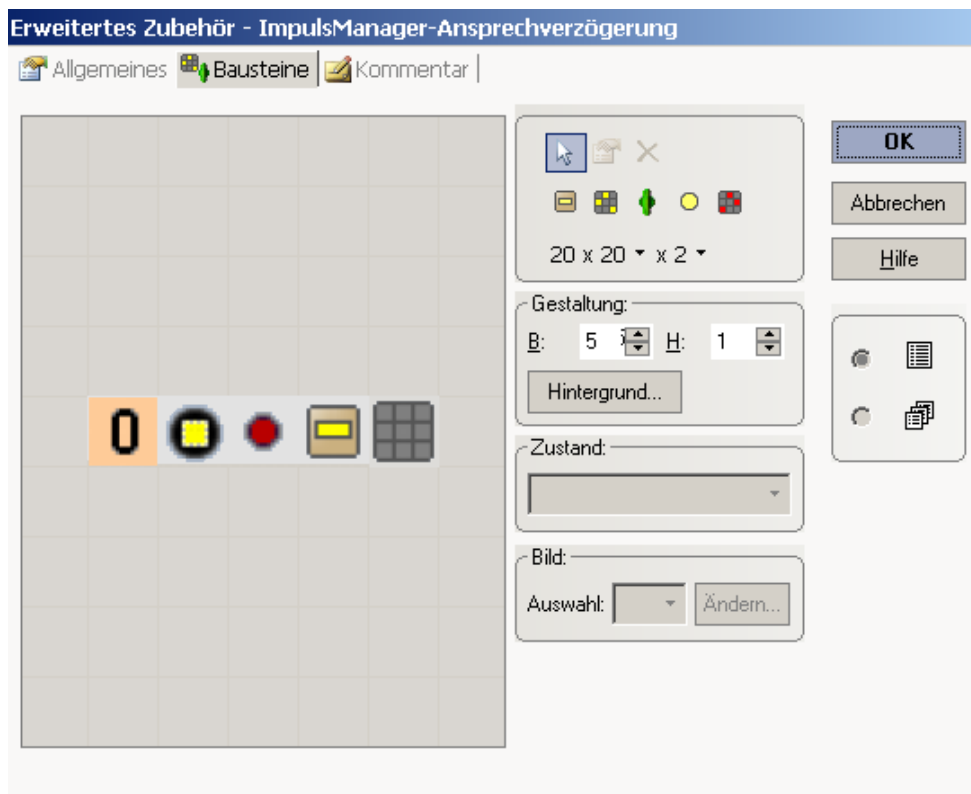 Erweitertes Zubehör - ImpulsManager-Ansprechverzögerung
Allgemeines Bausteine Kommentar
OK
Abbrechen
Hilfe
20 x 20 x 2
Gestaltung:
B: 5 H: 1
Hintergrund...
Zustand:
Bild:
Auswahl: Ändern...
0